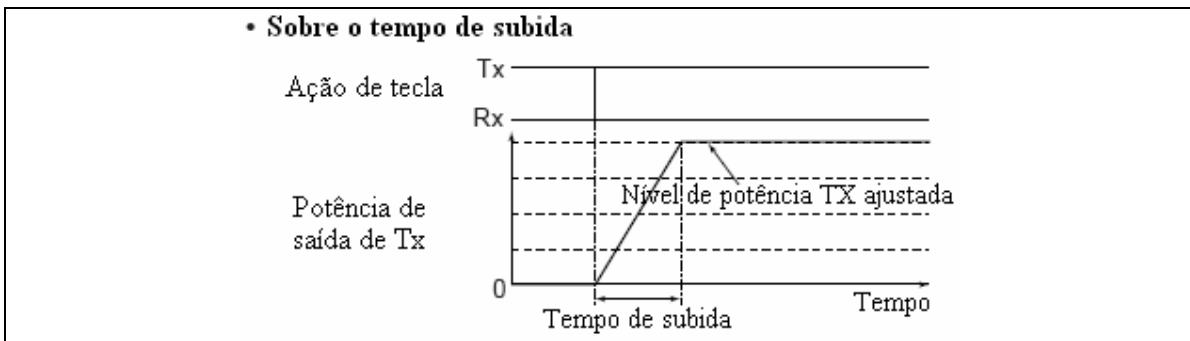 • Sobre o tempo de subida
Tx
Ação de tecla
Rx
Nível de potência TX ajustada
Potência de
saída de Tx
0
Tempo
Tempo de subida